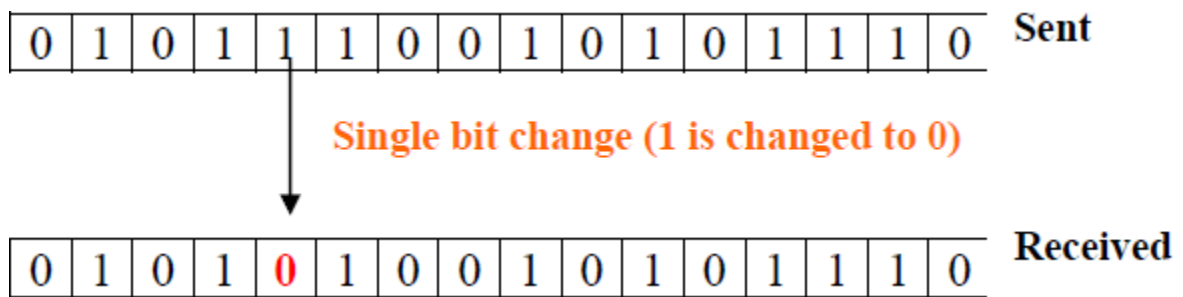 0 1 0 1 1 1 0 0 1 0 1 0 1 1 1 0 Sent
Single bit change (1 is changed to 0)
0 1 0 1 0 1 0 0 1 0 1 0 1 1 1 0 Received